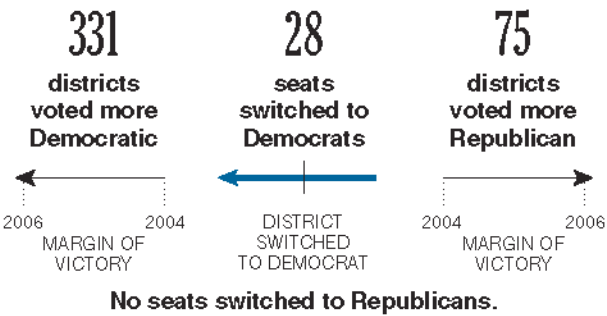 331
districts
voted more
Democratic
2006 2004
MARGIN OF
VICTORY
28
seats
switched to
Democrats
DISTRICT
SWITCHED
TO DEMOCRAT
75
districts
voted more
Republican
2004 2006
MARGIN OF
VICTORY
No seats switched to Republicans.